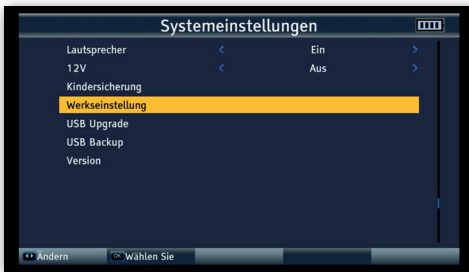 Systemeinstellungen
Lautsprecher < Ein >
12V < Aus >
Kindersicherung
Werkseinstellung
USB Upgrade
USB Backup
Version
Ändern OK Wählen Sie